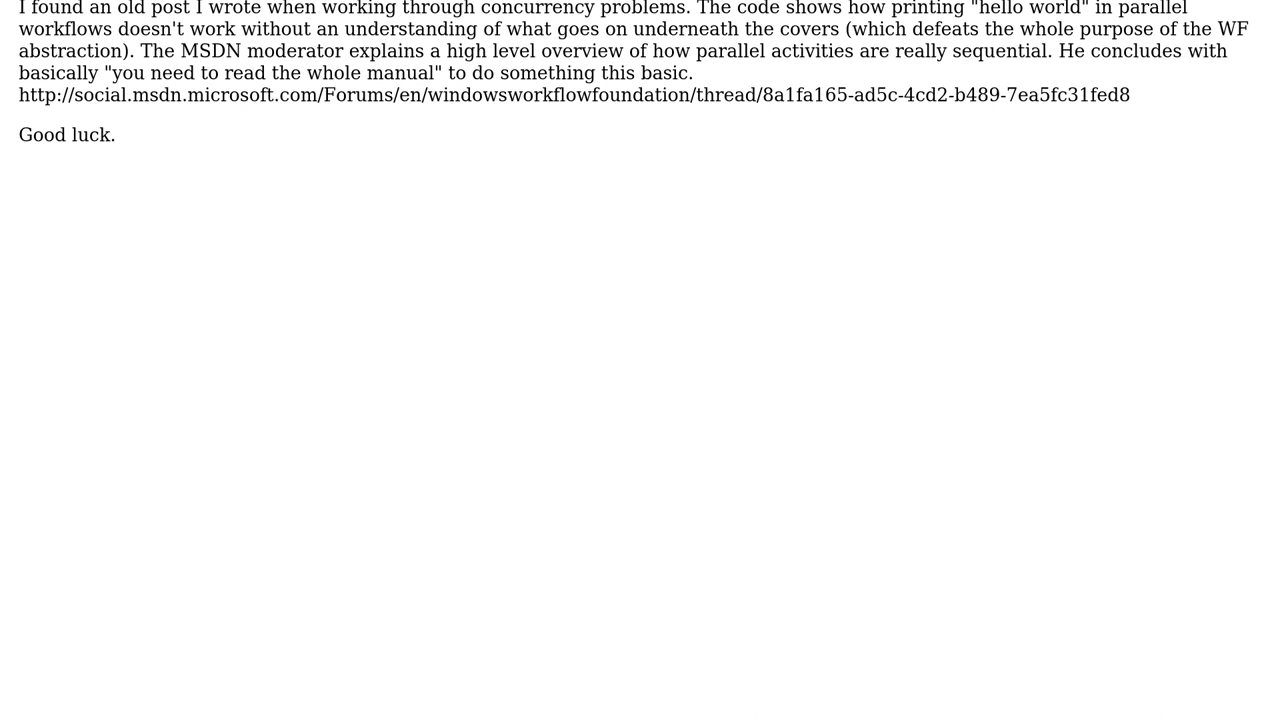 I found an old post I wrote when working through concurrency problems. The code shows how printing "hello world" in parallel
workflows doesn't work without an understanding of what goes on underneath the covers (which defeats the whole purpose of the WF
abstraction). The MSDN moderator explains a high level overview of how parallel activities are really sequential. He concludes with
basically "you need to read the whole manual" to do something this basic.
http://social.msdn.microsoft.com/Forums/en/windowsworkflowfoundation/thread/8a1fa165-ad5c-4cd2-b489-7ea5fc31fed8
Good luck.